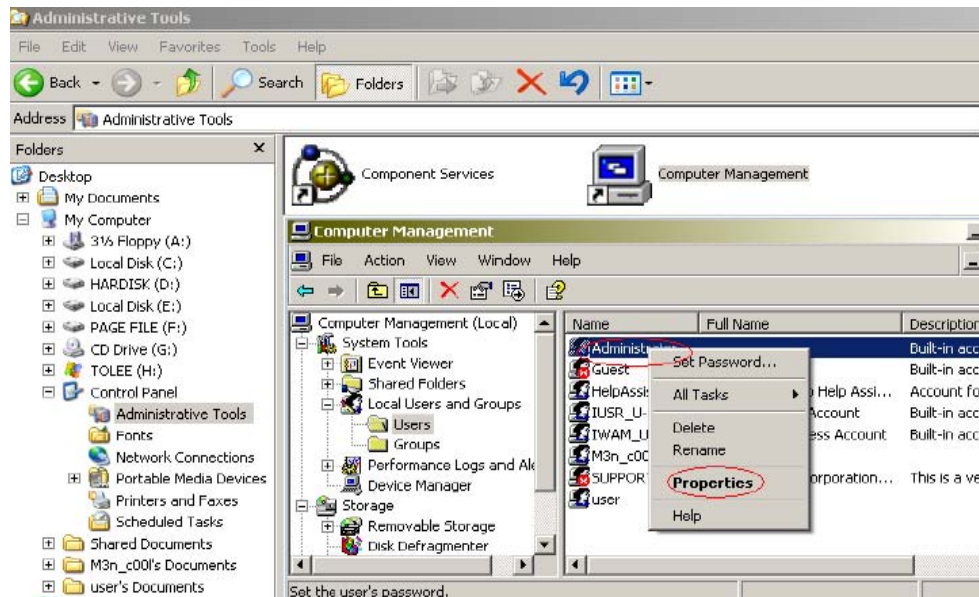 Administrative Tools
File Edit View Favorites Tools Help
Back Search Folders
Address Administrative Tools
Folders
Desktop
My Documents
My Computer
3½ Floppy (A:)
Local Disk (C:)
HARDISK (D:)
Local Disk (E:)
PAGE FILE (F:)
CD Drive (G:)
TOLEE (H:)
Control Panel
Administrative Tools
Fonts
Network Connections
Portable Media Devices
Printers and Faxes
Scheduled Tasks
Shared Documents
M3n_c00l's Documents
user's Documents
Component Services
Computer Management
Computer Management
File Action View Window Help
Computer Management (Local)
System Tools
Event Viewer
Shared Folders
Local Users and Groups
Users
Groups
Performance Logs and Ale
Device Manager
Storage
Removable Storage
Disk Defragmenter
Name Full Name Description
Administrator Built-in acc
Guest Built-in acc
HelpAssi Help Assi... Account fo
IUSR_U- Account Built-in acc
IWAM_U ess Account Built-in acc
M3n_c00
SUPPOR orporation... This is a ve
user
Set Password...
All Tasks
Delete
Rename
Properties
Help
Set the user's password.